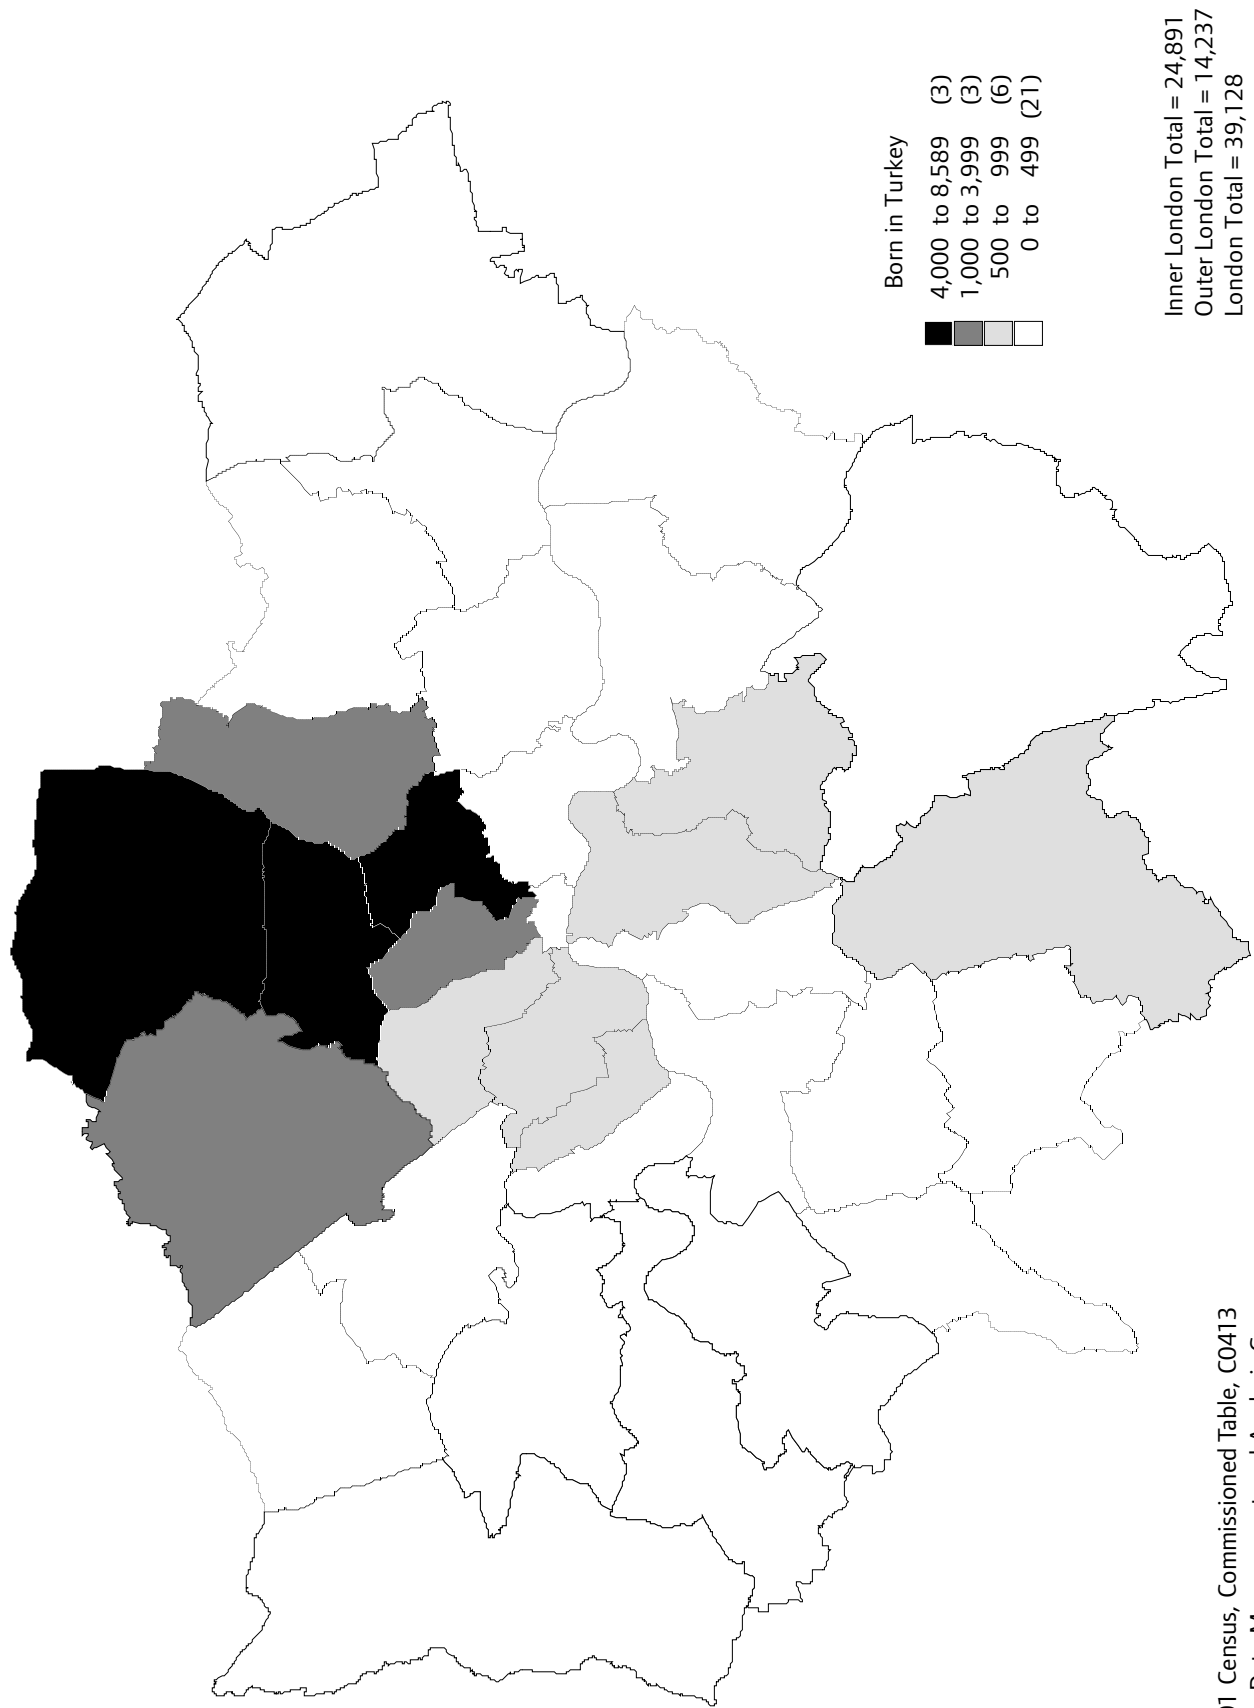 Born in Turkey
4,000 to 8,589 (3)
1,000 to 3,999 (3)
500 to 999 (6)
0 to 499 (21)
Inner London Total = 24,891
Outer London Total = 14,237
London Total = 39,128
01 Census, Commissioned Table, C0413